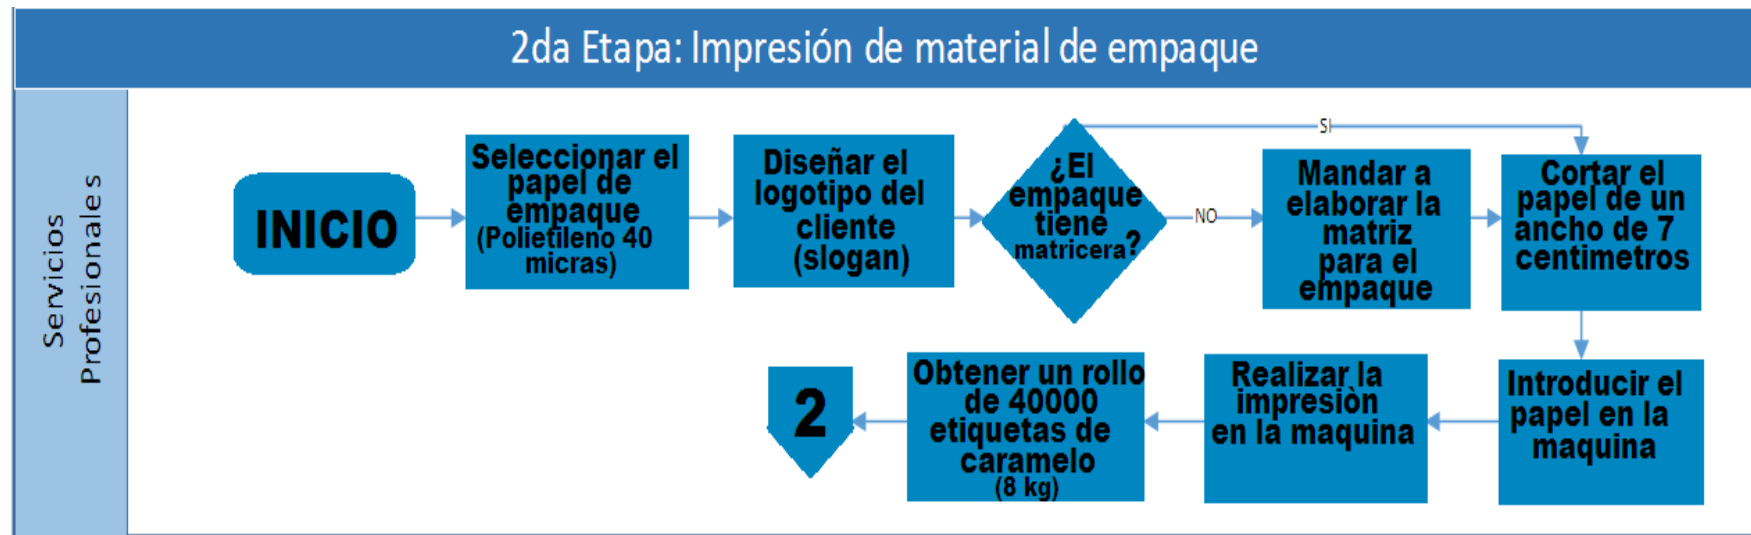 2da Etapa: Impresión de material de empaque
Servicios
Profesionales
INICIO
Seleccionar el
papel de
empaque
(Polietileno 40
micras)
Diseñar el
logotipo del
cliente
(slogan)
¿El
empaque
tiene
matricera?
SI
NO
Mandar a
elaborar la
matriz
para el
empaque
Cortar el
papel de un
ancho de 7
centimetros
Introducir el
papel en la
maquina
Realizar la
impresiòn
en la maquina
Obtener un rollo
de 40000
etiquetas de
caramelo
(8 kg)
2